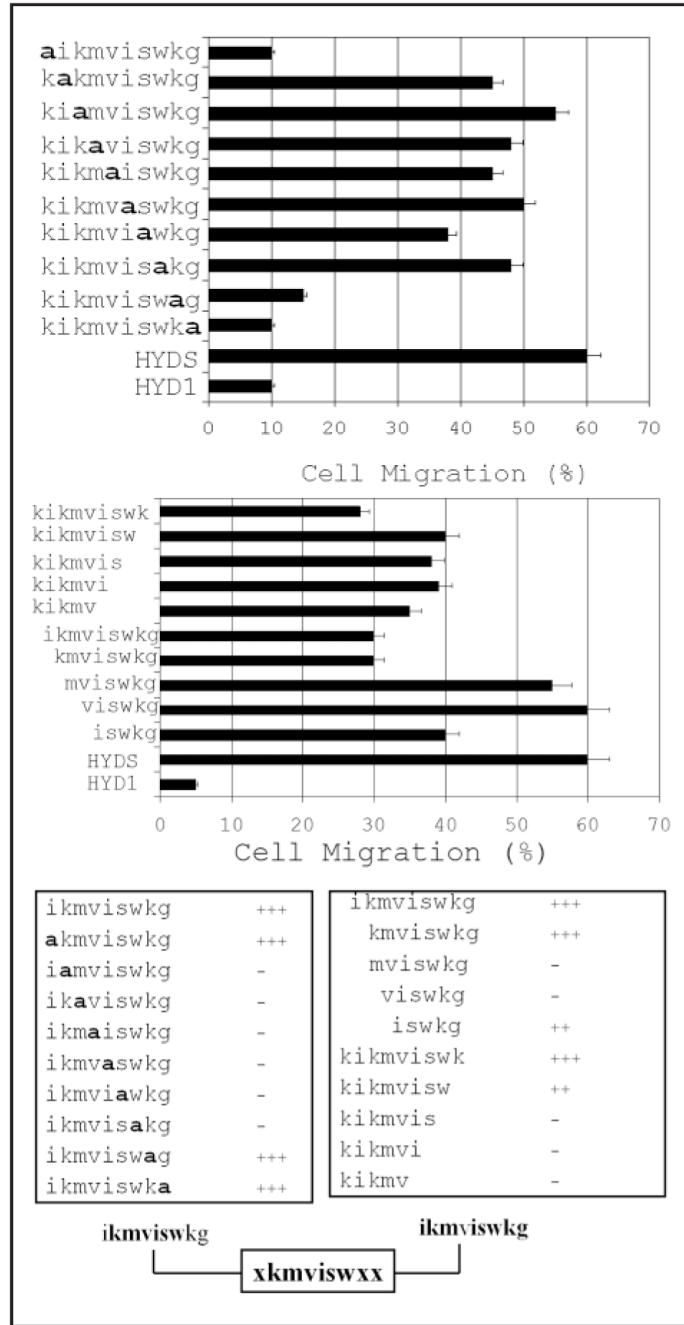 aikmviswkg
kakmviswkg
kiamviswkg
kikaviswkg
kikmaiswkg
kikmvaswkg
kikmviawkg
kikmvisakg
kikmviswag
kikmviswka
HYDS
HYD1
0 10 20 30 40 50 60 70
Cell Migration (%)
kikmviswk
kikmvisw
kikmvis
kikmvi
kikmv
ikmviswkg
kmviswkg
mviswkg
viswkg
iswkg
HYDS
HYD1
0 10 20 30 40 50 60 70
Cell Migration (%)
ikmviswkg +++
akmviswkg +++
iamviswkg -
ikaviswkg -
ikmaiswkg -
ikmvaswkg -
ikmviawkg -
ikmvisakg -
ikmviswag +++
ikmviswka +++
ikmviswkg +++
kmviswkg +++
mviswkg -
viswkg -
iswkg ++
kikmviswk +++
kikmvisw ++
kikmvis -
kikmvi -
kikmv -
ikmviswkg
ikmviswkg
xkmviswxx